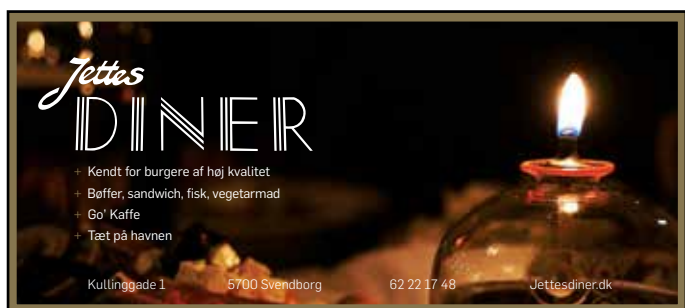 Jettes
DINER
+ Kendt for burgere af høj kvalitet
+ Bøffer, sandwich, fisk, vegetarmad
+ Go' Kaffe
+ Tæt på havnen
Kullinggade 1 5700 Svendborg 62 22 17 48 Jettesdiner.dk